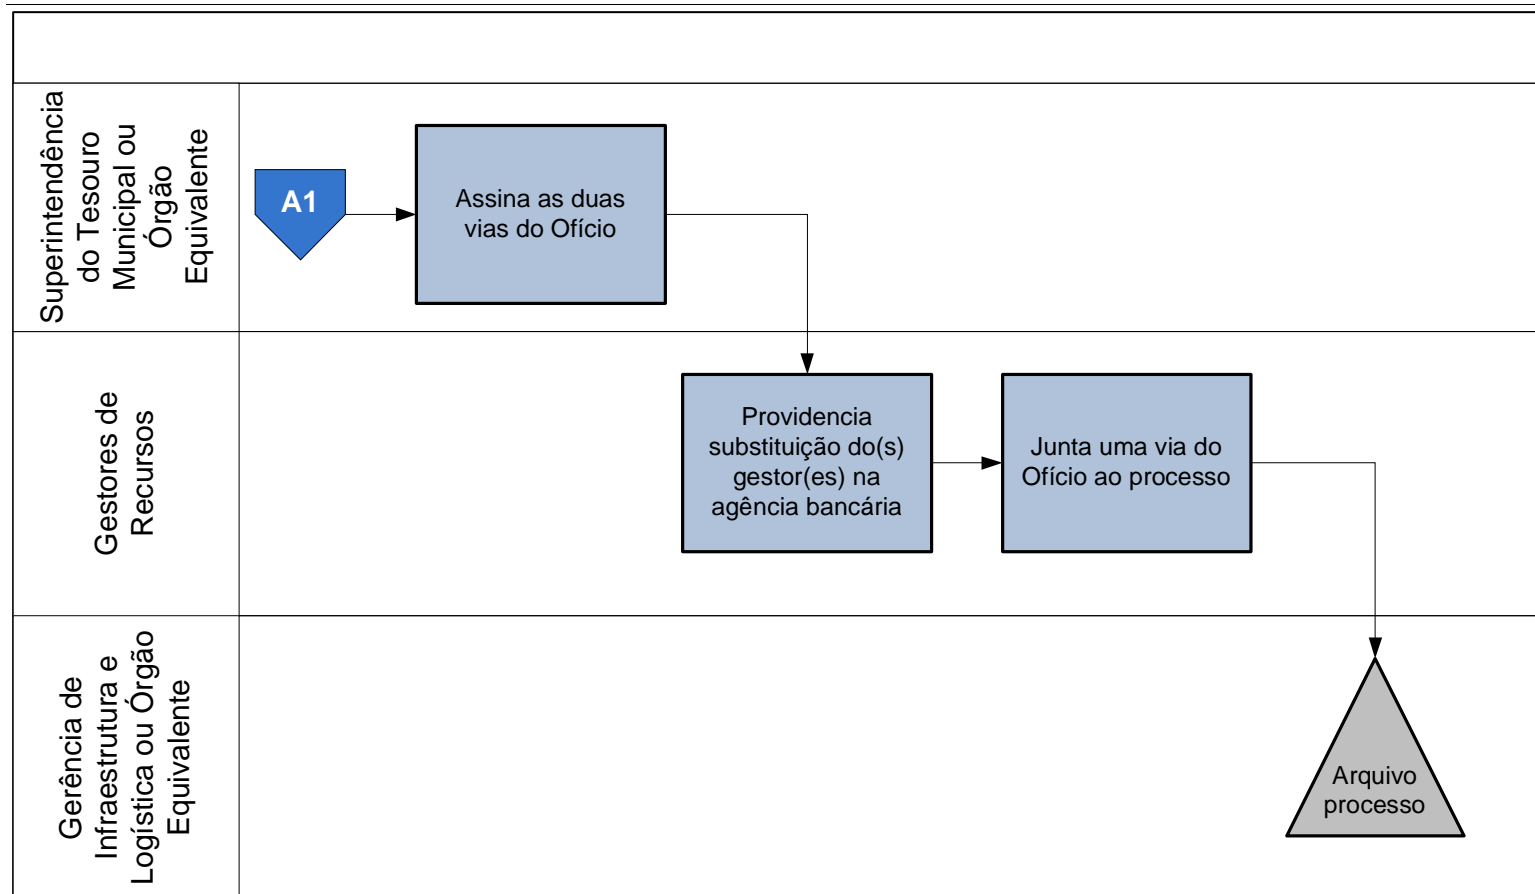 Superintendência
do Tesouro
Municipal ou
Órgão
Equivalente
A1
Assina as duas
vias do Ofício
Gestores de
Recursos
Providencia
substituição do(s)
gestor(es) na
agência bancária
Junta uma via do
Ofício ao processo
Gerência de
Infraestrutura e
Logística ou Órgão
Equivalente
Arquivo
processo